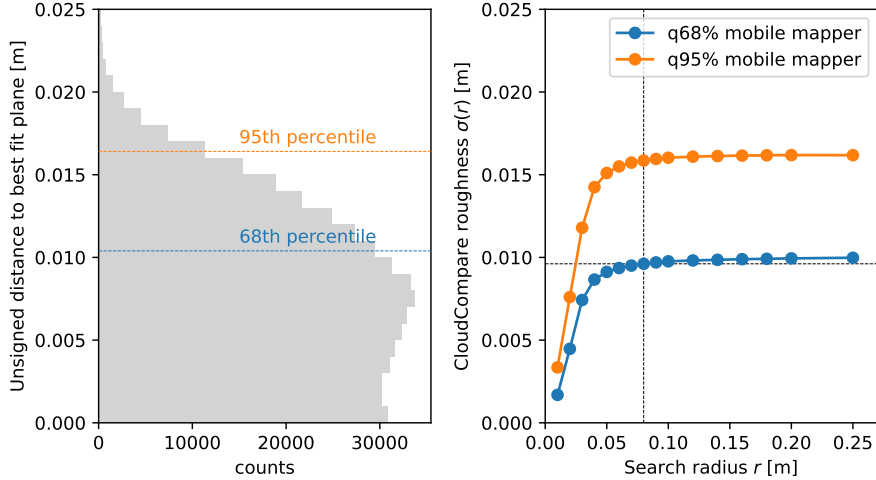 Unsigned distance to best fit plane [m]
0.025
0.020
0.015
0.010
0.005
0.000
95th percentile
68th percentile
0
10000
20000
30000
counts
CloudCompare roughness σ(r) [m]
0.025
0.020
0.015
0.010
0.005
0.000
q68% mobile mapper
q95% mobile mapper
0.00
0.05
0.10
0.15
0.20
0.25
Search radius r [m]